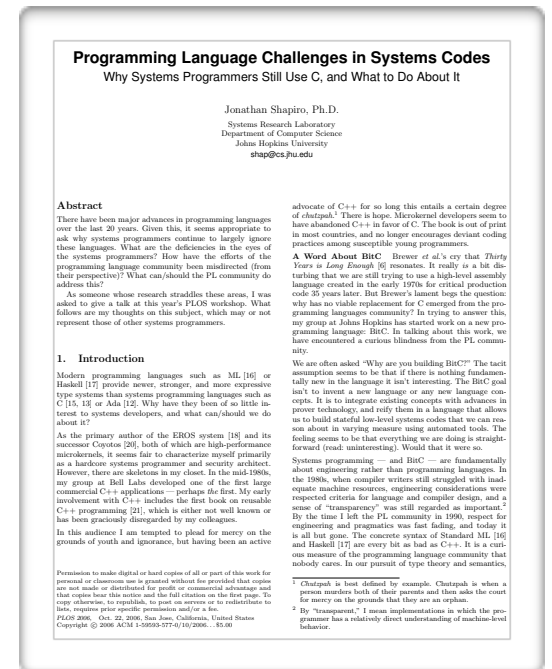 Programming Language Challenges in Systems Codes
Why Systems Programmers Still Use C, and What to Do About It
Jonathan Shapiro, Ph.D.
Systems Research Laboratory
Department of Computer Science
Johns Hopkins University
shap@cs.jhu.edu
Abstract
There have been major advances in programming languages
over the last 20 years. Given this, it seems appropriate to
ask why systems programmers continue to largely ignore
these languages. What are the deficiencies in the eyes of
the systems programmers? How have the efforts of the
programming language community been misdirected (from
their perspective)? What can/should the PL community do
address this?
As someone whose research straddles these areas, I was
asked to give a talk at this year's PLOS workshop. What
follows are my thoughts on this subject, which may or not
represent those of other systems programmers.
1. Introduction
Modern programming languages such as ML [16] or
Haskell [17] provide newer, stronger, and more expressive
type systems than systems programming languages such as
C [15, 13] or Ada [12]. Why have they been of so little in-
terest to systems developers, and what can/should we do
about it?
As the primary author of the EROS system [18] and its
successor Coyotos [20], both of which are high-performance
microkernels, it seems fair to characterize myself primarily
as a hardcore systems programmer and security architect.
However, there are skeletons in my closet. In the mid-1980s,
my group at Bell Labs developed one of the first large
commercial C++ applications — perhaps the first. My early
involvement with C++ includes the first book on reusable
C++ programming [21], which is either not well known or
has been graciously disregarded by my colleagues.
In this audience I am tempted to plead for mercy on the
grounds of youth and ignorance, but having been an active
Permission to make digital or hard copies of all or part of this work for
personal or classroom use is granted without fee provided that copies
are not made or distributed for profit or commercial advantage and
that copies bear this notice and the full citation on the first page. To
copy otherwise, to republish, to post on servers or to redistribute to
lists, requires prior specific permission and/or a fee.
PLOS 2006, Oct. 22, 2006, San Jose, California, United States
Copyright © 2006 ACM 1-59593-577-0/10/2006...$5.00
advocate of C++ for so long this entails a certain degree
of chutzpah.1 There is hope. Microkernel developers seem to
have abandoned C++ in favor of C. The book is out of print
in most countries, and no longer encourages deviant coding
practices among susceptible young programmers.
A Word About BitC Brewer et al.'s cry that Thirty
Years is Long Enough [6] resonates. It really is a bit dis-
turbing that we are still trying to use a high-level assembly
language created in the early 1970s for critical production
code 35 years later. But Brewer's lament begs the question:
why has no viable replacement for C emerged from the pro-
gramming languages community? In trying to answer this,
my group at Johns Hopkins has started work on a new pro-
gramming language: BitC. In talking about this work, we
have encountered a curious blindness from the PL commu-
nity.
We are often asked "Why are you building BitC?" The tacit
assumption seems to be that if there is nothing fundamen-
tally new in the language it isn't interesting. The BitC goal
isn't to invent a new language or any new language con-
cepts. It is to integrate existing concepts with advances in
prover technology, and reify them in a language that allows
us to build stateful low-level systems codes that we can rea-
son about in varying measure using automated tools. The
feeling seems to be that everything we are doing is straight-
forward (read: uninteresting). Would that it were so.
Systems programming — and BitC — are fundamentally
about engineering rather than programming languages. In
the 1980s, when compiler writers still struggled with inad-
equate machine resources, engineering considerations were
respected criteria for language and compiler design, and a
sense of "transparency" was still regarded as important.2
By the time I left the PL community in 1990, respect for
engineering and pragmatics was fast fading, and today it
is all but gone. The concrete syntax of Standard ML [16]
and Haskell [17] are every bit as bad as C++. It is a curi-
ous measure of the programming language community that
nobody cares. In our pursuit of type theory and semantics,
1 Chutzpah is best defined by example. Chutzpah is when a
person murders both of their parents and then asks the court
for mercy on the grounds that they are an orphan.
2 By "transparent," I mean implementations in which the pro-
grammer has a relatively direct understanding of machine-level
behavior.